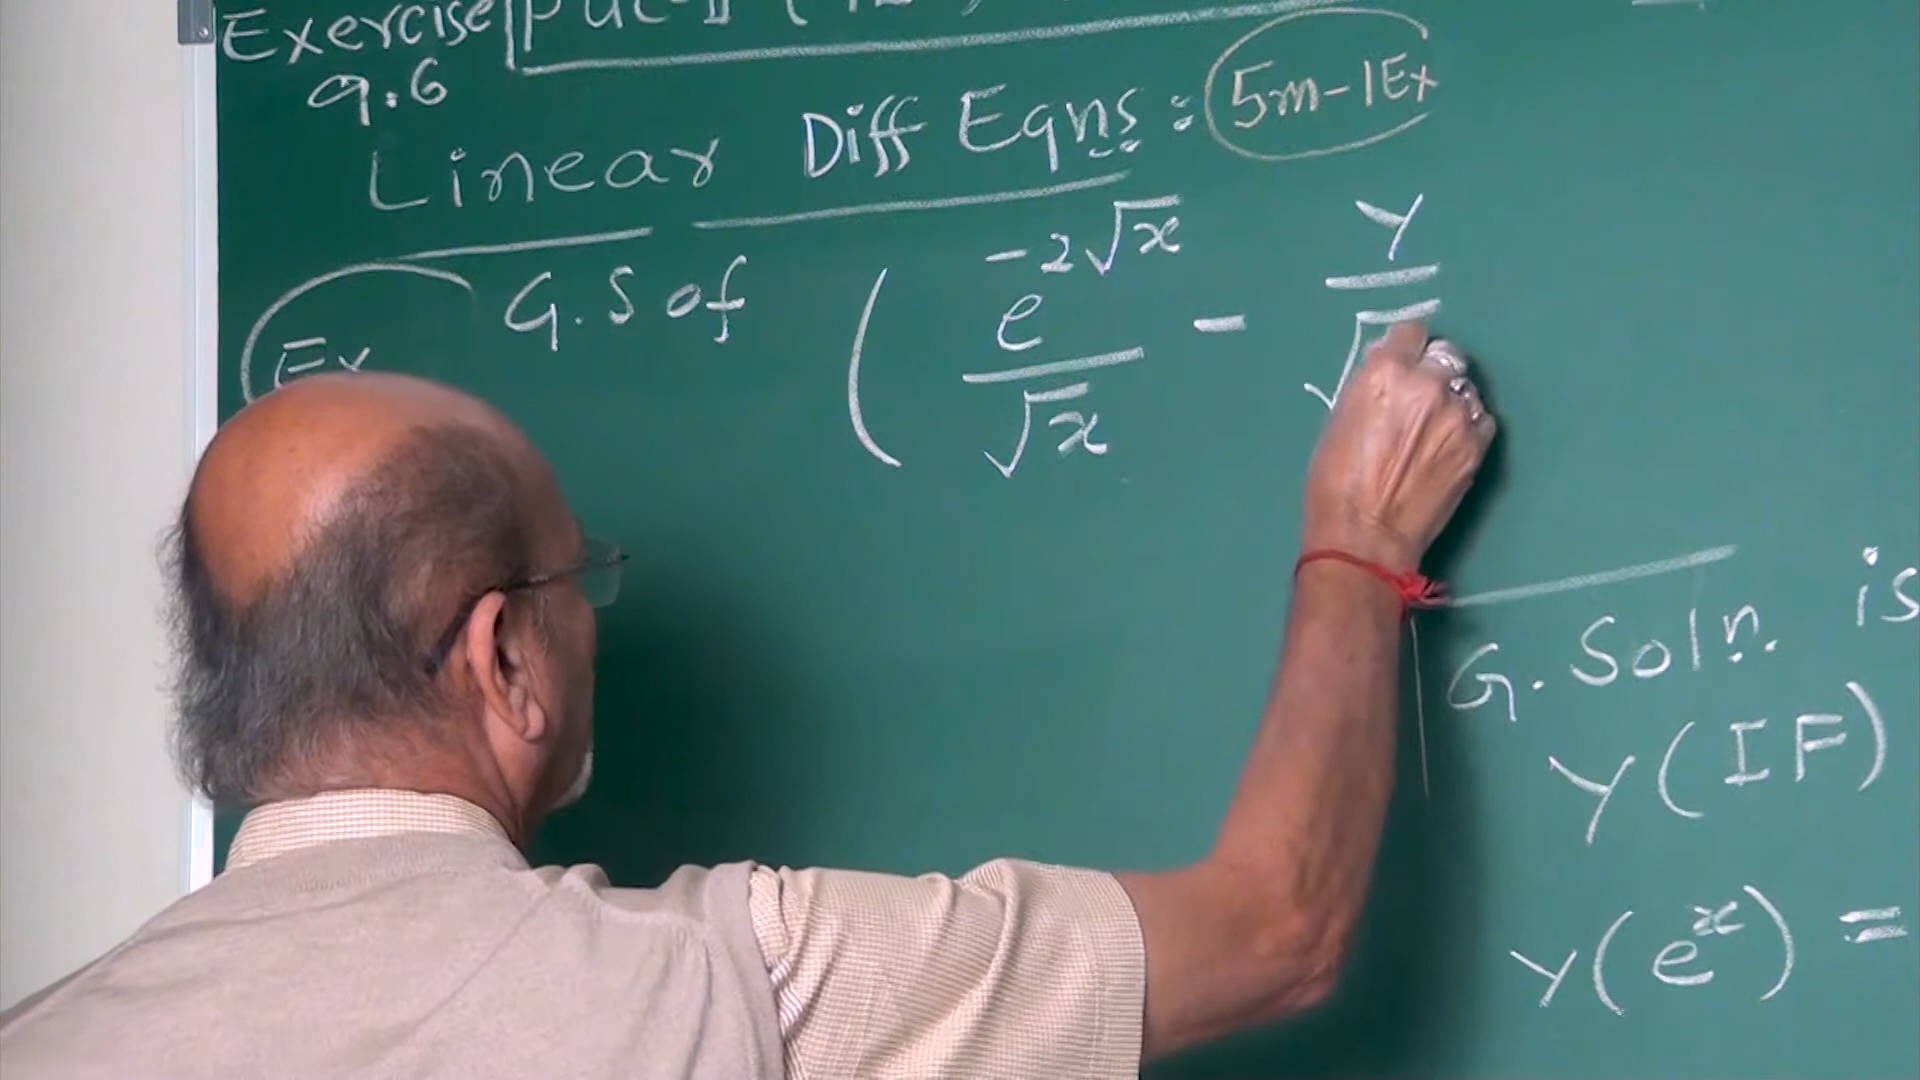 Exercise
9.6
Linear Diff Eqns : 5m-1Ex
Ex G.S of ( e^{-2√x}/√x - y/√
G. Soln. is
y(IF)
y(e^x) =